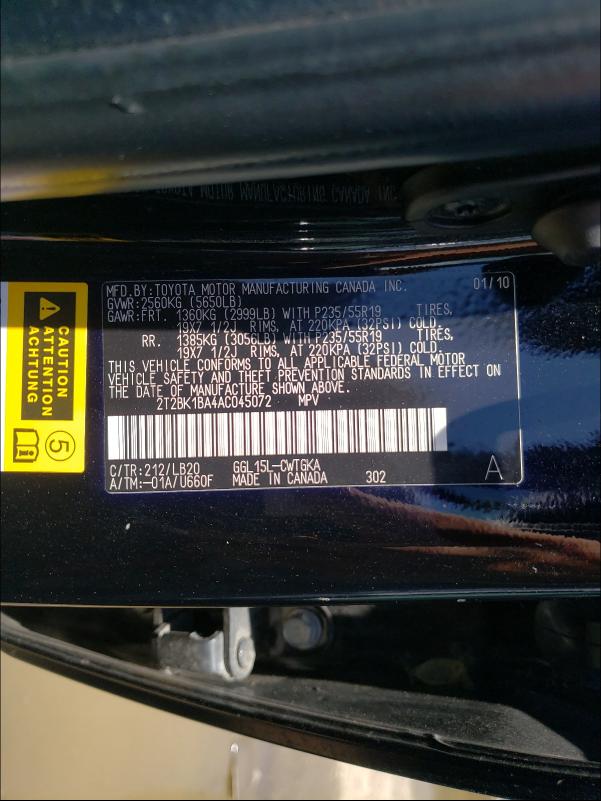 MFD.BY:TOYOTA MOTOR MANUFACTURING CANADA INC. 01/10
GVWR:2560KG (5650LB)
GAWR:FRT. 1360KG (2999LB) WITH P235/55R19 TIRES,
19X7 1/2J RIMS, AT 220KPA (32PSI) COLD,
RR. 1385KG (3056LB) WITH P235/55R19 TIRES,
19X7 1/2J RIMS, AT 220KPA (32PSI) COLD,
THIS VEHICLE CONFORMS TO ALL APPLICABLE FEDERAL MOTOR
VEHICLE SAFETY AND THEFT PREVENTION STANDARDS IN EFFECT ON
THE DATE OF MANUFACTURE SHOWN ABOVE.
2T2BK1BA4AC045072 MPV
C/TR:212/LB20 GGL15L-CWTGKA
A/TM:-01A/U660F MADE IN CANADA 302 A
CAUTION
ATTENTION
ACHTUNG
5